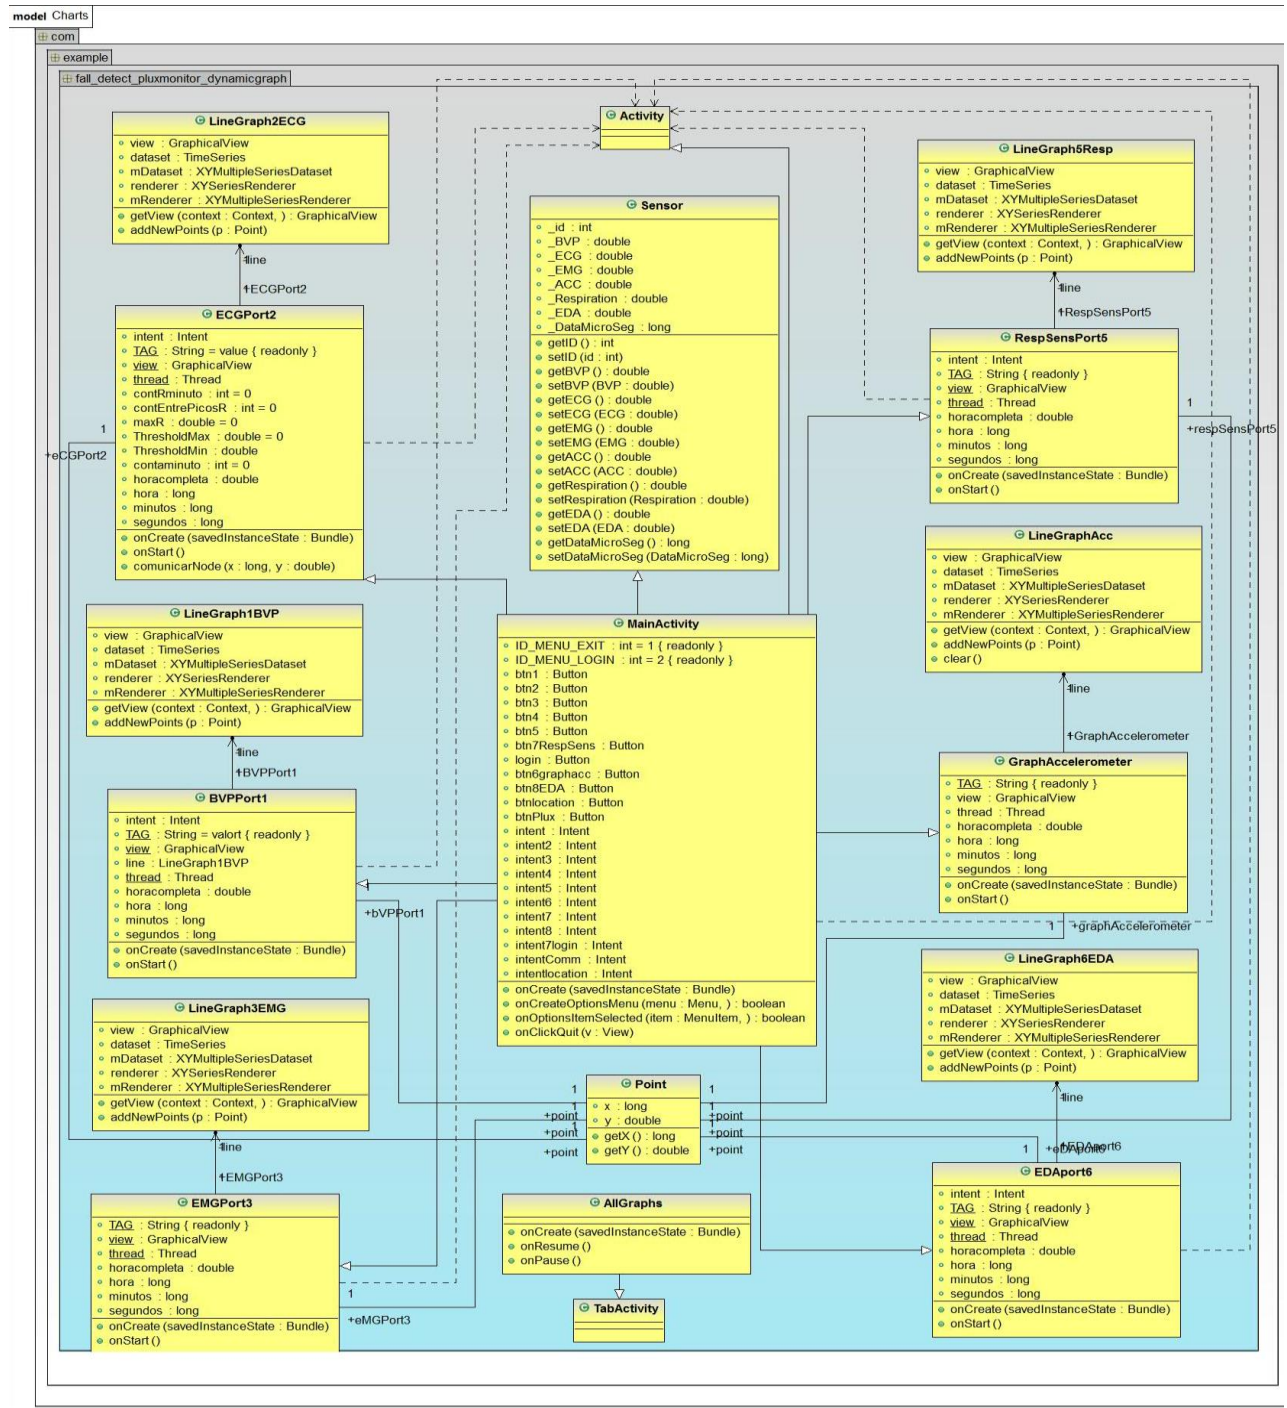 model Charts
com
example
fall_detect_pluxmonitor_dynamicgraph
LineGraph2ECG
view : GraphicalView
dataset : TimeSeries
mDataset : XYMultipleSeriesDataset
renderer : XYSeriesRenderer
mRenderer : XYMultipleSeriesRenderer
getView (context : Context, ) : GraphicalView
addNewPoints (p : Point)
1line
+ECGPort2
ECGPort2
intent : Intent
TAG : String = value { readonly }
view : GraphicalView
thread : Thread
contRminuto : int = 0
contEntrePicosR : int = 0
maxR : double = 0
ThresholdMax : double = 0
ThresholdMin : double
contaminuto : int = 0
horacompleta : double
hora : long
minutos : long
segundos : long
onCreate (savedInstanceState : Bundle)
onStart ()
comunicarNode (x : long, y : double)
1
+eCGPort2
LineGraph1BVP
view : GraphicalView
dataset : TimeSeries
mDataset : XYMultipleSeriesDataset
renderer : XYSeriesRenderer
mRenderer : XYMultipleSeriesRenderer
getView (context : Context, ) : GraphicalView
addNewPoints (p : Point)
1line
+BVPPort1
BVPPort1
intent : Intent
TAG : String = valort { readonly }
view : GraphicalView
line : LineGraph1BVP
thread : Thread
horacompleta : double
hora : long
minutos : long
segundos : long
onCreate (savedInstanceState : Bundle)
onStart ()
1
+bVPPort1
LineGraph3EMG
view : GraphicalView
dataset : TimeSeries
mDataset : XYMultipleSeriesDataset
renderer : XYSeriesRenderer
mRenderer : XYMultipleSeriesRenderer
getView (context : Context, ) : GraphicalView
addNewPoints (p : Point)
1line
+EMGPort3
EMGPort3
TAG : String { readonly }
view : GraphicalView
thread : Thread
horacompleta : double
hora : long
minutos : long
segundos : long
onCreate (savedInstanceState : Bundle)
onStart ()
1
+eMGPort3
Activity
Sensor
_id : int
_BVP : double
_ECG : double
_EMG : double
_ACC : double
_Respiration : double
_EDA : double
_DataMicroSeg : long
getID () : int
setID (id : int)
getBVP () : double
setBVP (BVP : double)
getECG () : double
setECG (ECG : double)
getEMG () : double
setEMG (EMG : double)
getACC () : double
setACC (ACC : double)
getRespiration () : double
setRespiration (Respiration : double)
getEDA () : double
setEDA (EDA : double)
getDataMicroSeg () : long
setDataMicroSeg (DataMicroSeg : long)
MainActivity
ID_MENU_EXIT : int = 1 { readonly }
ID_MENU_LOGIN : int = 2 { readonly }
btn1 : Button
btn2 : Button
btn3 : Button
btn4 : Button
btn5 : Button
btn7RespSens : Button
login : Button
btn6graphacc : Button
btn8EDA : Button
btnlocation : Button
btnPlux : Button
intent : Intent
intent2 : Intent
intent3 : Intent
intent4 : Intent
intent5 : Intent
intent6 : Intent
intent7 : Intent
intent8 : Intent
intent7login : Intent
intentComm : Intent
intentlocation : Intent
onCreate (savedInstanceState : Bundle)
onCreateOptionsMenu (menu : Menu, ) : boolean
onOptionsItemSelected (item : MenuItem, ) : boolean
onClickQuit (v : View)
Point
x : long
y : double
getX () : long
getY () : double
1
1
+point
1
+point
+point
1
1
+point
1
+point
+point
AllGraphs
onCreate (savedInstanceState : Bundle)
onResume ()
onPause ()
TabActivity
LineGraph5Resp
view : GraphicalView
dataset : TimeSeries
mDataset : XYMultipleSeriesDataset
renderer : XYSeriesRenderer
mRenderer : XYMultipleSeriesRenderer
getView (context : Context, ) : GraphicalView
addNewPoints (p : Point)
1line
+RespSensPort5
RespSensPort5
intent : Intent
TAG : String { readonly }
view : GraphicalView
thread : Thread
horacompleta : double
hora : long
minutos : long
segundos : long
onCreate (savedInstanceState : Bundle)
onStart ()
1
+respSensPort5
LineGraphAcc
view : GraphicalView
dataset : TimeSeries
mDataset : XYMultipleSeriesDataset
renderer : XYSeriesRenderer
mRenderer : XYMultipleSeriesRenderer
getView (context : Context, ) : GraphicalView
addNewPoints (p : Point)
clear ()
1line
+GraphAccelerometer
GraphAccelerometer
TAG : String { readonly }
view : GraphicalView
thread : Thread
horacompleta : double
hora : long
minutos : long
segundos : long
onCreate (savedInstanceState : Bundle)
onStart ()
1
+graphAccelerometer
LineGraph6EDA
view : GraphicalView
dataset : TimeSeries
mDataset : XYMultipleSeriesDataset
renderer : XYSeriesRenderer
mRenderer : XYMultipleSeriesRenderer
getView (context : Context, ) : GraphicalView
addNewPoints (p : Point)
1line
+EDAport6
1
+eDAport6
EDAport6
intent : Intent
TAG : String { readonly }
view : GraphicalView
thread : Thread
horacompleta : double
hora : long
minutos : long
segundos : long
onCreate (savedInstanceState : Bundle)
onStart ()